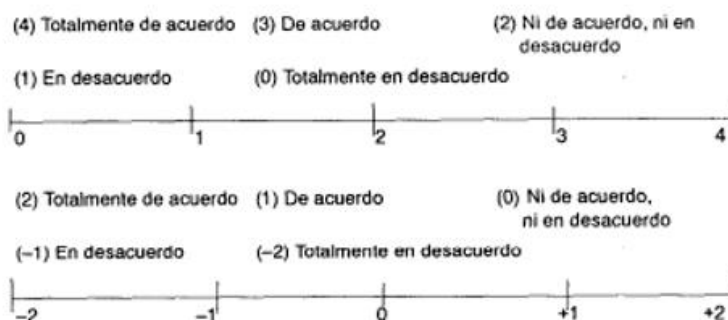 (4) Totalmente de acuerdo (3) De acuerdo (2) Ni de acuerdo, ni en
desacuerdo
(1) En desacuerdo (0) Totalmente en desacuerdo
0 1 2 3 4
(2) Totalmente de acuerdo (1) De acuerdo (0) Ni de acuerdo,
ni en desacuerdo
(–1) En desacuerdo (–2) Totalmente en desacuerdo
–2 –1 0 +1 +2